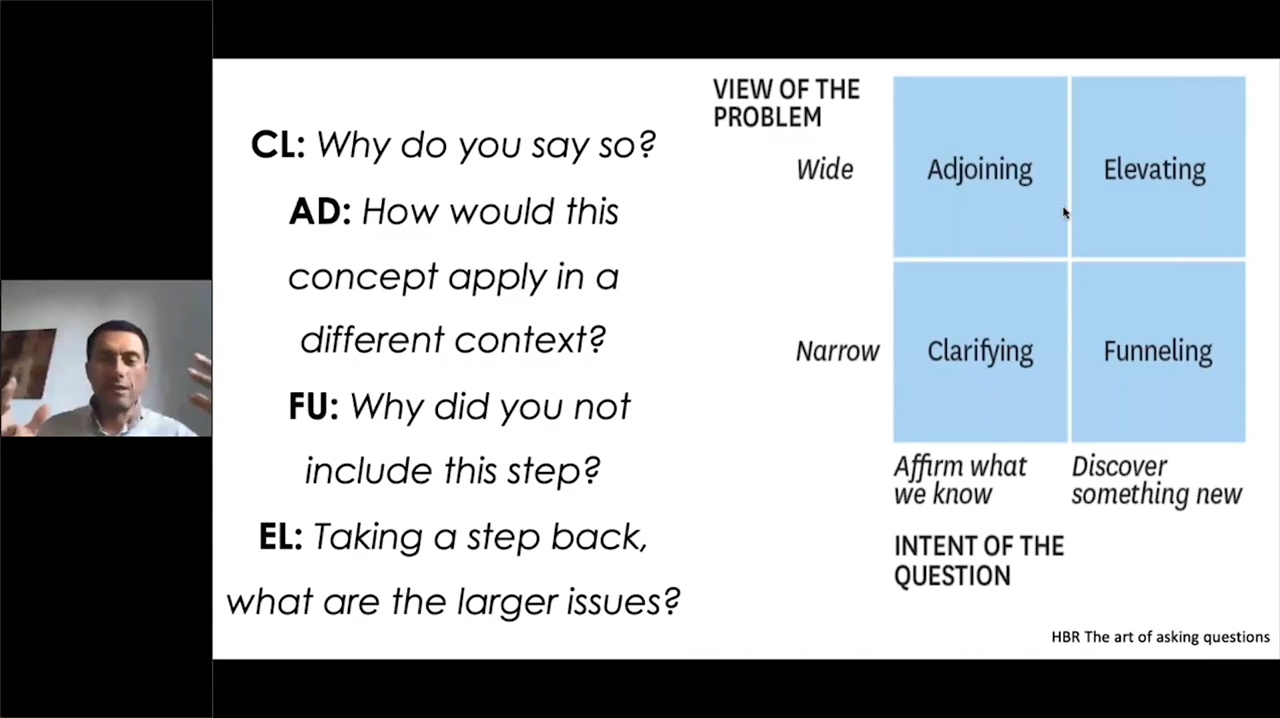 CL: Why do you say so?
AD: How would this
concept apply in a
different context?
FU: Why did you not
include this step?
EL: Taking a step back,
what are the larger issues?
VIEW OF THE
PROBLEM
Wide
Adjoining
Elevating
Narrow
Clarifying
Funneling
Affirm what
we know
Discover
something new
INTENT OF THE
QUESTION
HBR The art of asking questions